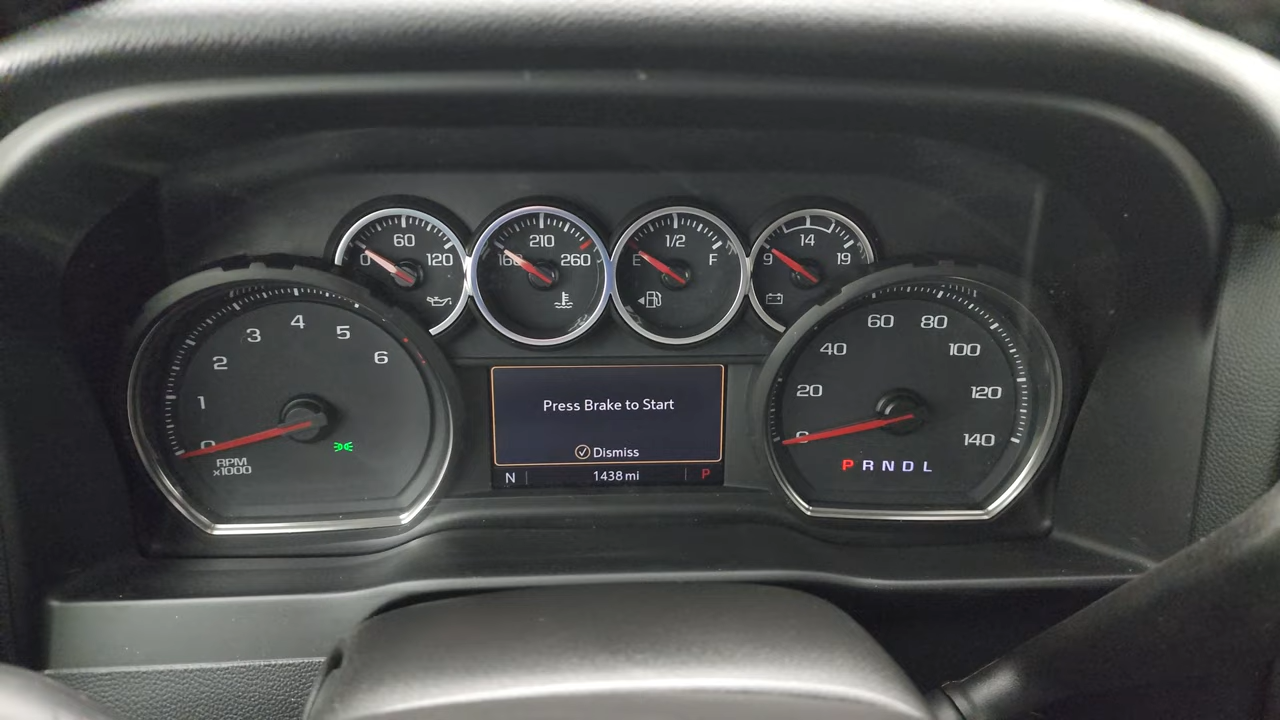 0 60 120
160 210 260
E 1/2 F
9 14 19
0 1 2 3 4 5 6
RPM
x1000
Press Brake to Start
Dismiss
N 1438 mi P
0 20 40 60 80 100 120 140
P R N D L